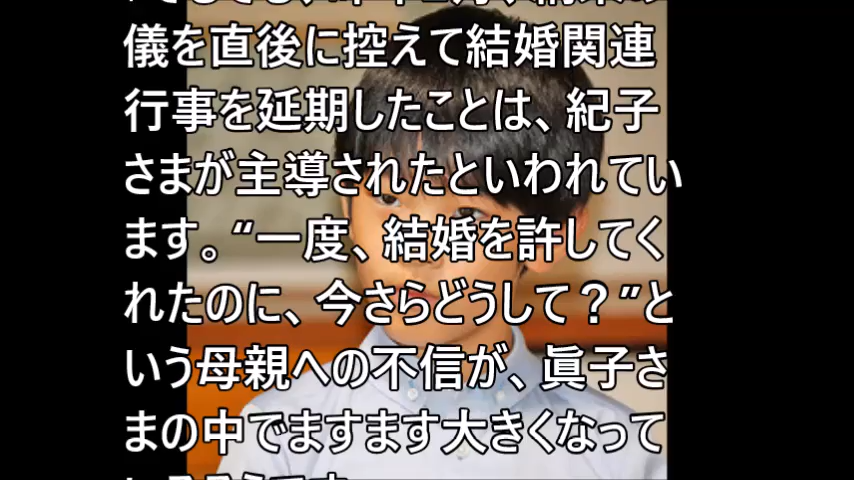 儀を直後に控えて結婚関連
行事を延期したことは、紀子
さまが主導されたといわれてい
ます。“一度、結婚を許してく
れたのに、今さらどうして？”と
いう母親への不信が、眞子さ
まの中でますます大きくなって